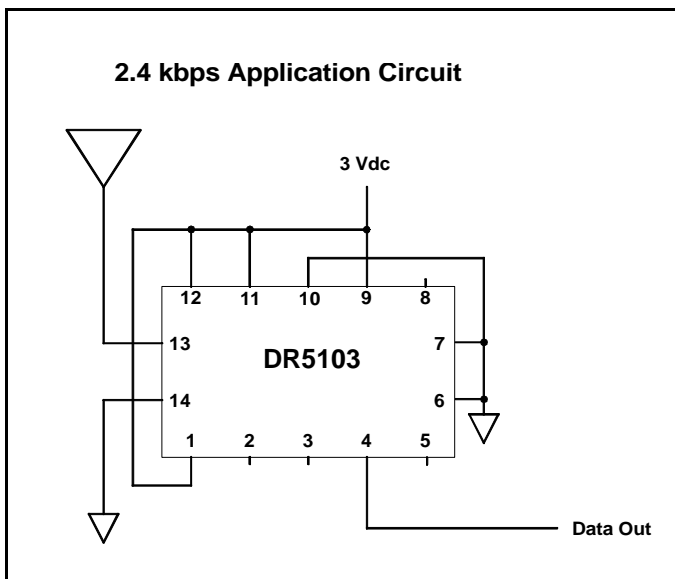 2.4 kbps Application Circuit
3 Vdc
12 11 10 9 8
13 DR5103 7
14 6
1 2 3 4 5
Data Out